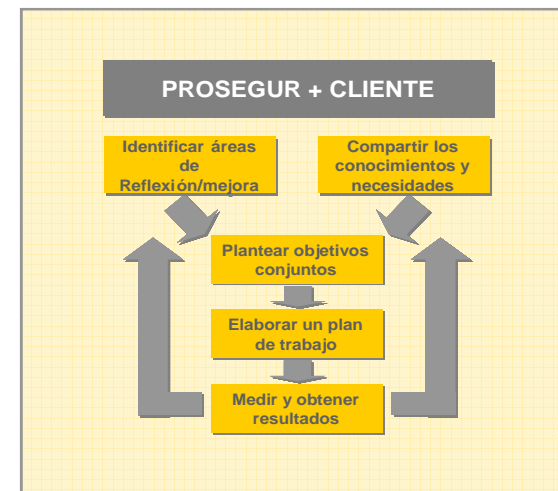 PROSEGUR + CLIENTE
Identificar áreas
de
Reflexión/mejora
Compartir los
conocimientos y
necesidades
Plantear objetivos
conjuntos
Elaborar un plan
de trabajo
Medir y obtener
resultados